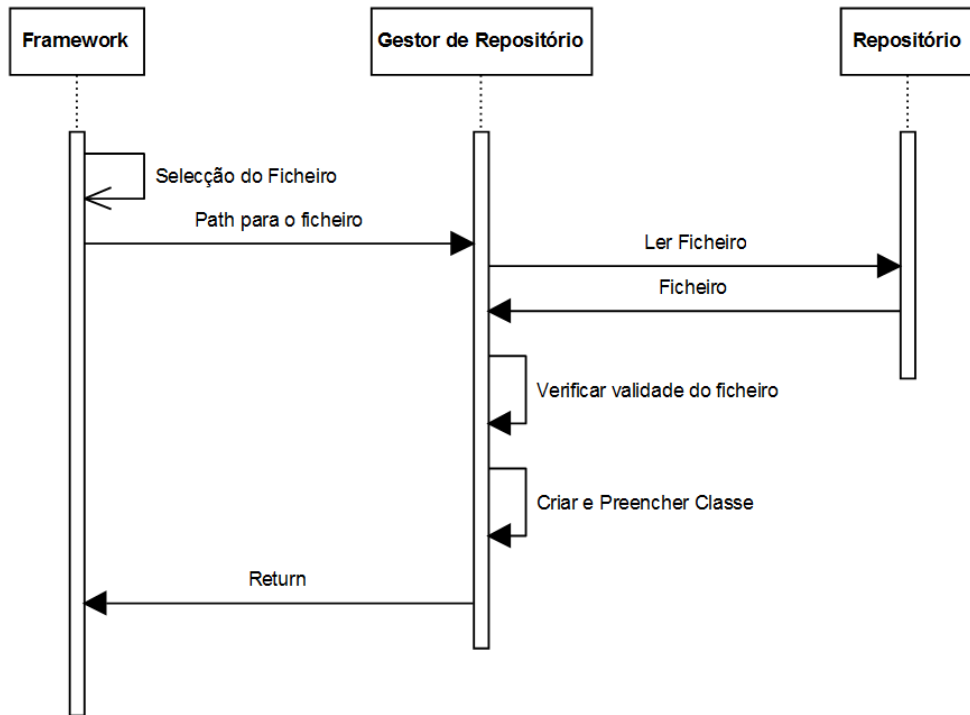 Framework
Gestor de Repositório
Repositório
Selecção do Ficheiro
Path para o ficheiro
Ler Ficheiro
Ficheiro
Verificar validade do ficheiro
Criar e Preencher Classe
Return